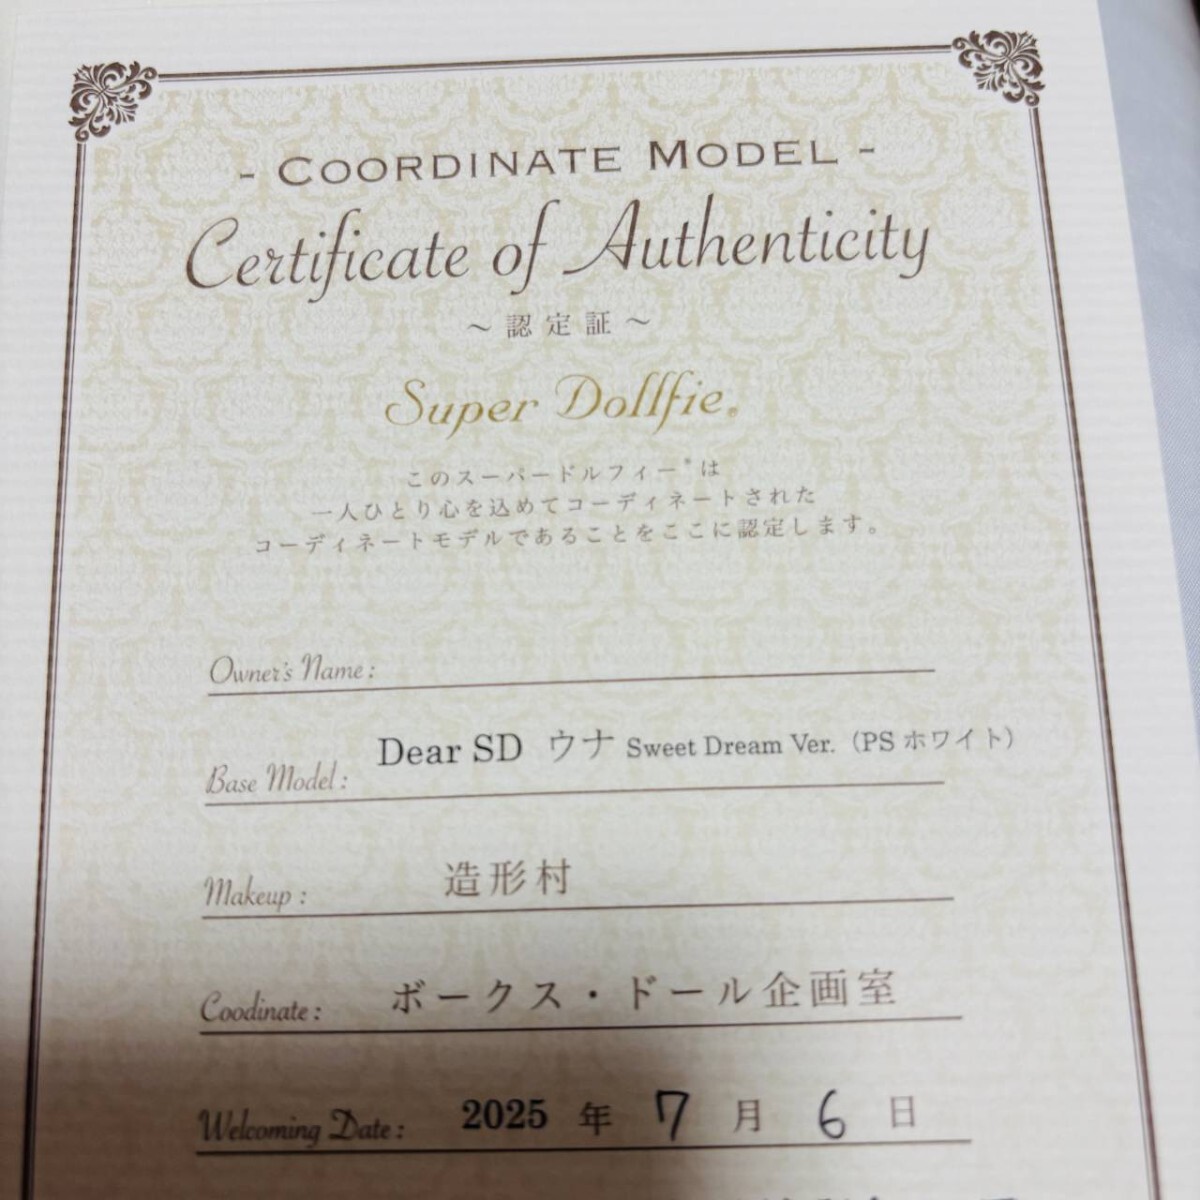 - COORDINATE MODEL -
Certificate of Authenticity
～認定証～
Super Dollfie®
このスーパードルフィー®は
一人ひとり心を込めてコーディネートされた
コーディネートモデルであることをここに認定します。
Owner's Name:
Dear SD ウナ Sweet Dream Ver.（PSホワイト）
Base Model:
Makeup: 造形村
Coodinate: ボークス・ドール企画室
Welcoming Date: 2025 年 7 月 6 日